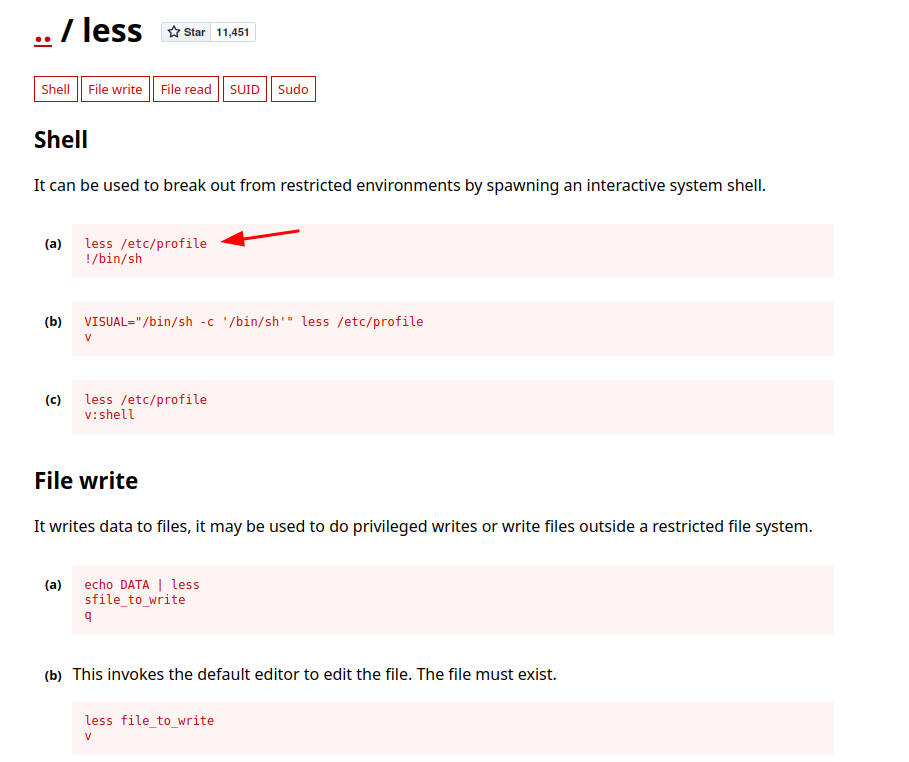 .. / less Star 11,451
Shell File write File read SUID Sudo
Shell
It can be used to break out from restricted environments by spawning an interactive system shell.
(a) less /etc/profile
!/bin/sh
(b) VISUAL="/bin/sh -c '/bin/sh'" less /etc/profile
v
(c) less /etc/profile
v:shell
File write
It writes data to files, it may be used to do privileged writes or write files outside a restricted file system.
(a) echo DATA | less
sfile_to_write
q
(b) This invokes the default editor to edit the file. The file must exist.
less file_to_write
v